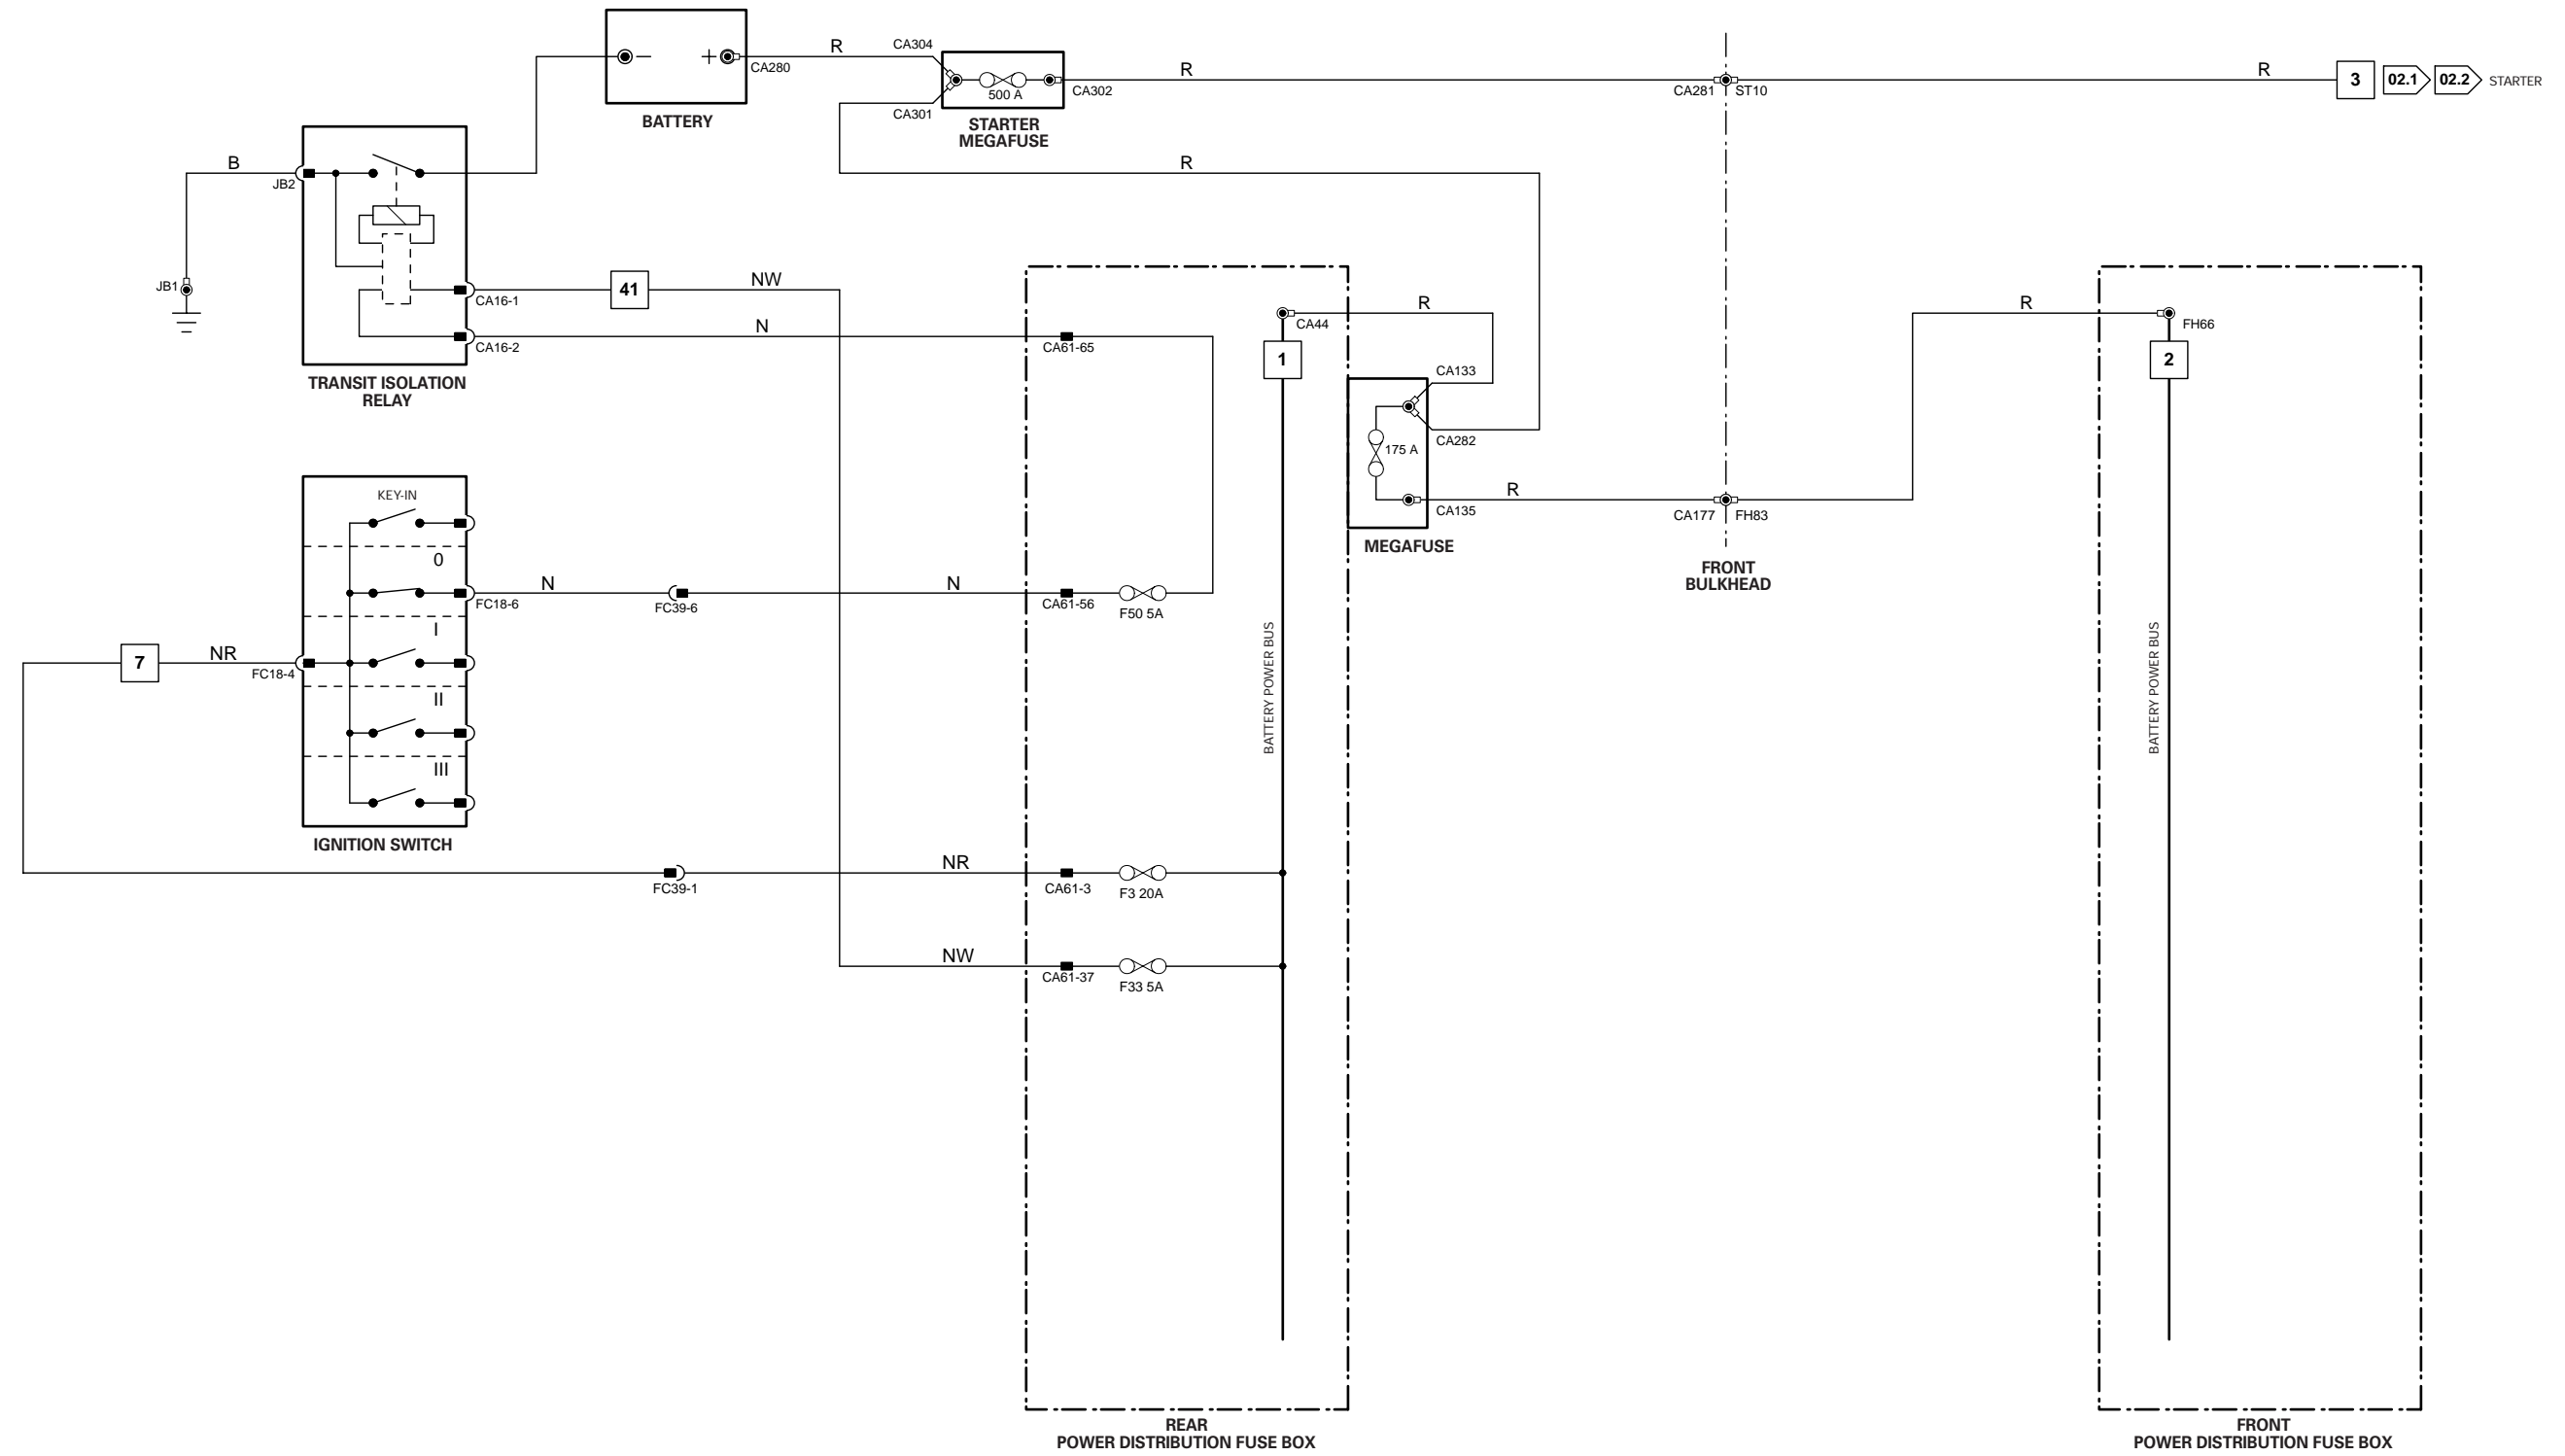 R
CA304
CA280
500 A
CA302
R
CA281
ST10
R
3
02.1
02.2
STARTER
BATTERY
CA301
STARTER
MEGAFUSE
B
JB2
R
JB1
CA16-1
41
NW
CA44
R
R
FH66
N
CA16-2
CA61-65
1
2
TRANSIT ISOLATION
RELAY
CA133
CA282
175 A
KEY-IN
R
CA135
CA177
FH83
MEGAFUSE
FRONT
BULKHEAD
0
FC18-6
N
FC39-6
N
CA61-56
F50 5A
I
7
NR
FC18-4
II
BATTERY POWER BUS
BATTERY POWER BUS
III
IGNITION SWITCH
FC39-1
NR
CA61-3
F3 20A
NW
CA61-37
F33 5A
REAR
POWER DISTRIBUTION FUSE BOX
FRONT
POWER DISTRIBUTION FUSE BOX